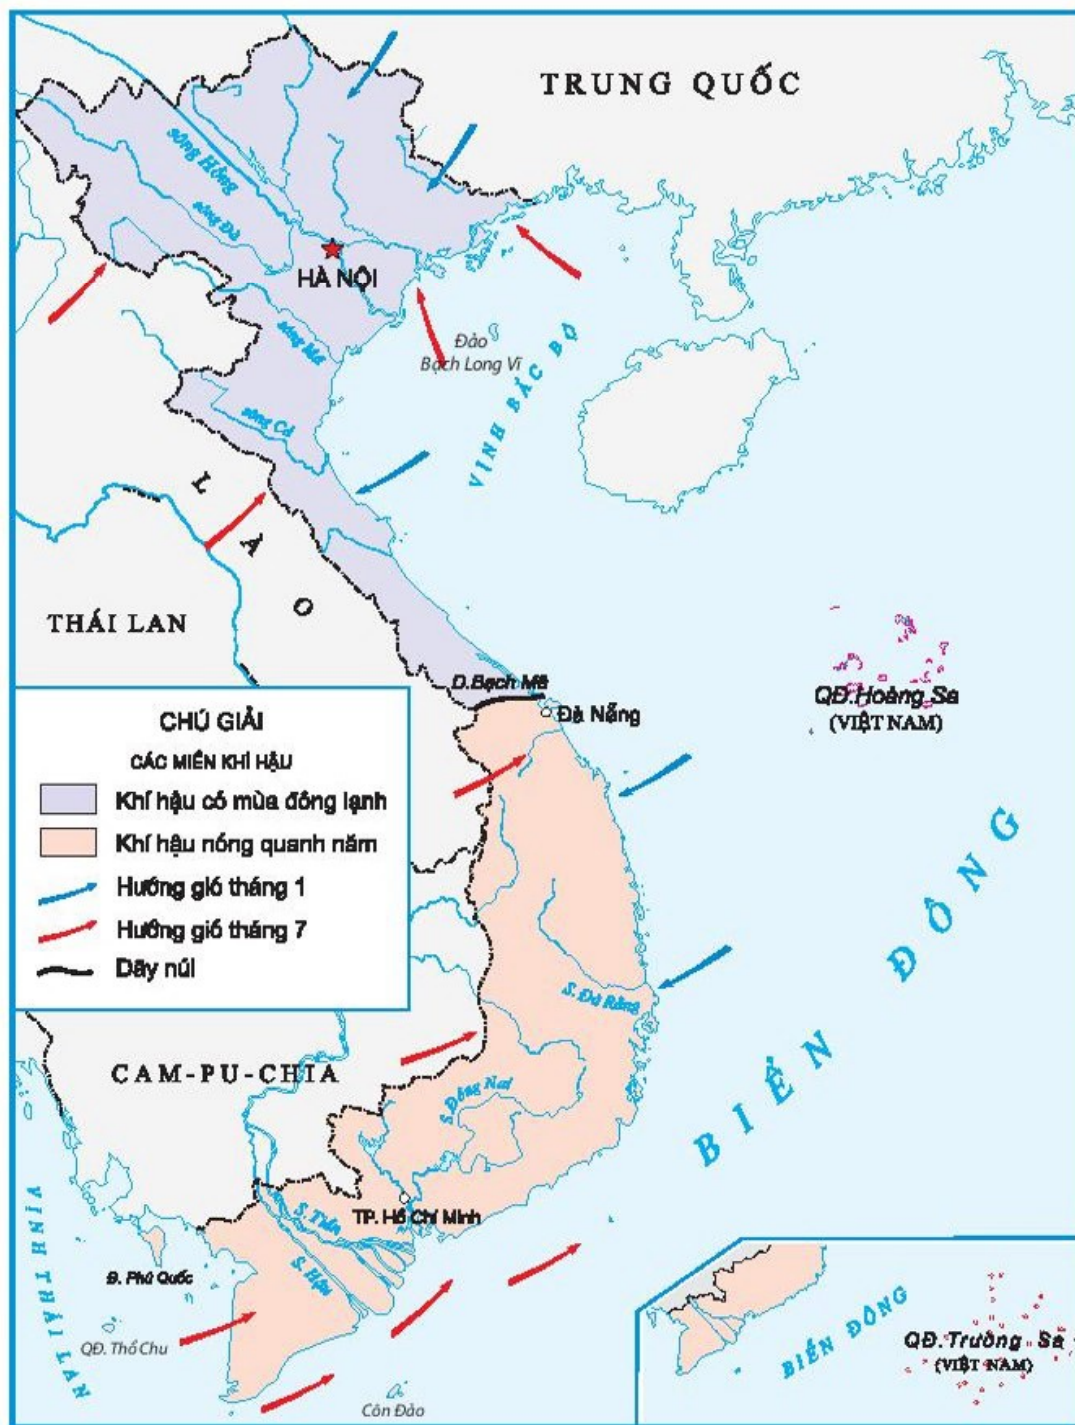 TRUNG QUỐC
sông Hồng
sông Đà
HÀ NỘI
Đảo
Bạch Long Vĩ
sông Mã
VỊNH BẮC BỘ
sông Cả
LÀO
THÁI LAN
D.Bạch Mã
Đà Nẵng
QĐ.Hoàng Sa
(VIỆT NAM)
CHÚ GIẢI
CÁC MIỀN KHÍ HẬU
Khí hậu có mùa đông lạnh
Khí hậu nóng quanh năm
Hướng gió tháng 1
Hướng gió tháng 7
Dãy núi
BIỂN ĐÔNG
S. Đà Rằng
CAM-PU-CHIA
S.Đồng Nai
TP. Hồ Chí Minh
S. Tiền
S. Hậu
VỊNH THÁI LAN
Đ. Phú Quốc
QĐ. Thổ Chu
Côn Đảo
BIỂN ĐÔNG
QĐ.Trường Sa
(VIỆT NAM)